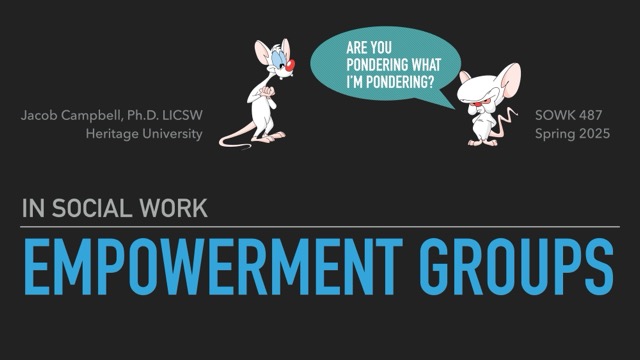 ARE YOU
PONDERING WHAT
I'M PONDERING?
Jacob Campbell, Ph.D. LICSW
Heritage University
SOWK 487
Spring 2025
IN SOCIAL WORK
EMPOWERMENT GROUPS